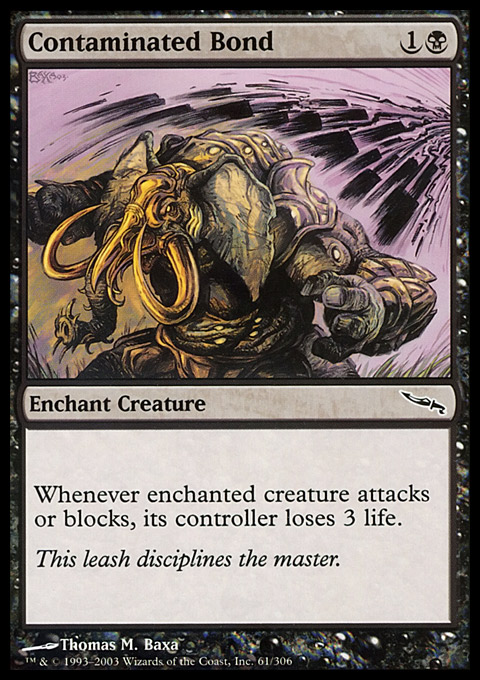 Contaminated Bond 1
Enchant Creature
Whenever enchanted creature attacks
or blocks, its controller loses 3 life.
This leash disciplines the master.
Thomas M. Baxa
™ & © 1993–2003 Wizards of the Coast, Inc. 61/306